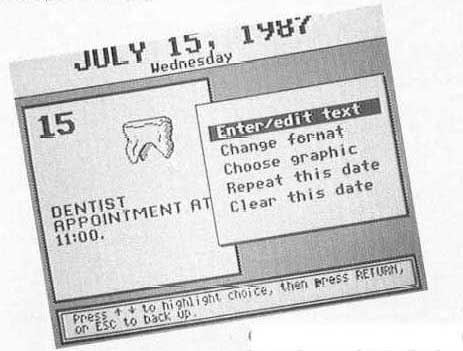 JULY 15, 1987
Wednesday
15
DENTIST
APPOINTMENT AT
11:00.
Enter/edit text
Change format
Choose graphic
Repeat this date
Clear this date
Press ↑ ↓ to highlight choice, then press RETURN,
or ESC to back up.